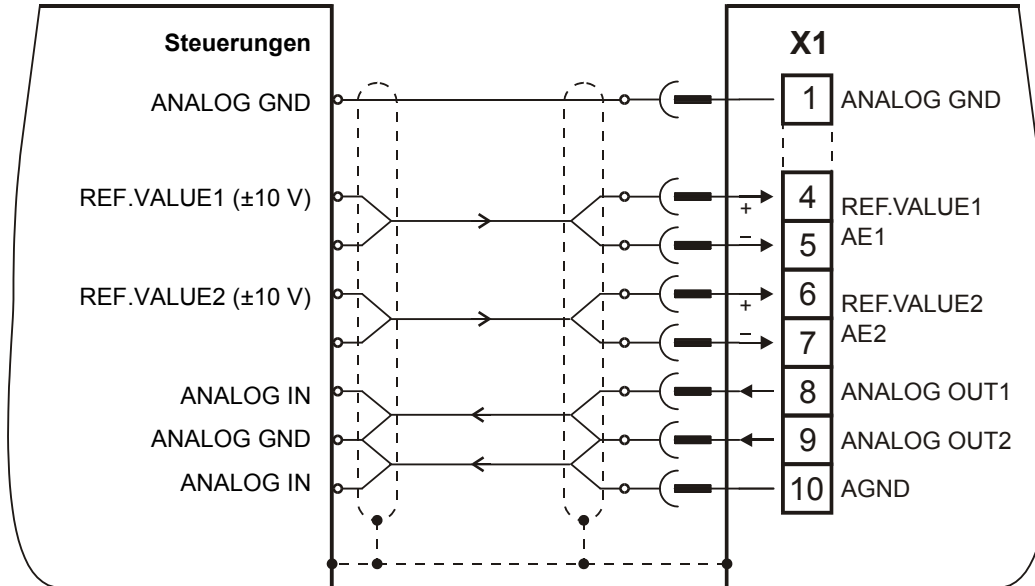 Steuerungen
X1
ANALOG GND
1 ANALOG GND
REF.VALUE1 (±10 V)
+ 4 REF.VALUE1
– 5 AE1
REF.VALUE2 (±10 V)
+ 6 REF.VALUE2
– 7 AE2
ANALOG IN
8 ANALOG OUT1
ANALOG GND
9 ANALOG OUT2
ANALOG IN
10 AGND